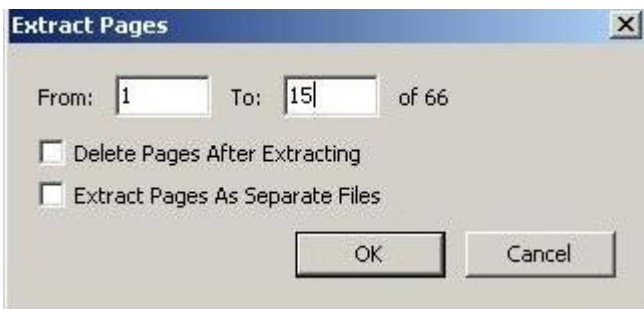 Extract Pages
From: 1 To: 15 of 66
Delete Pages After Extracting
Extract Pages As Separate Files
OK Cancel